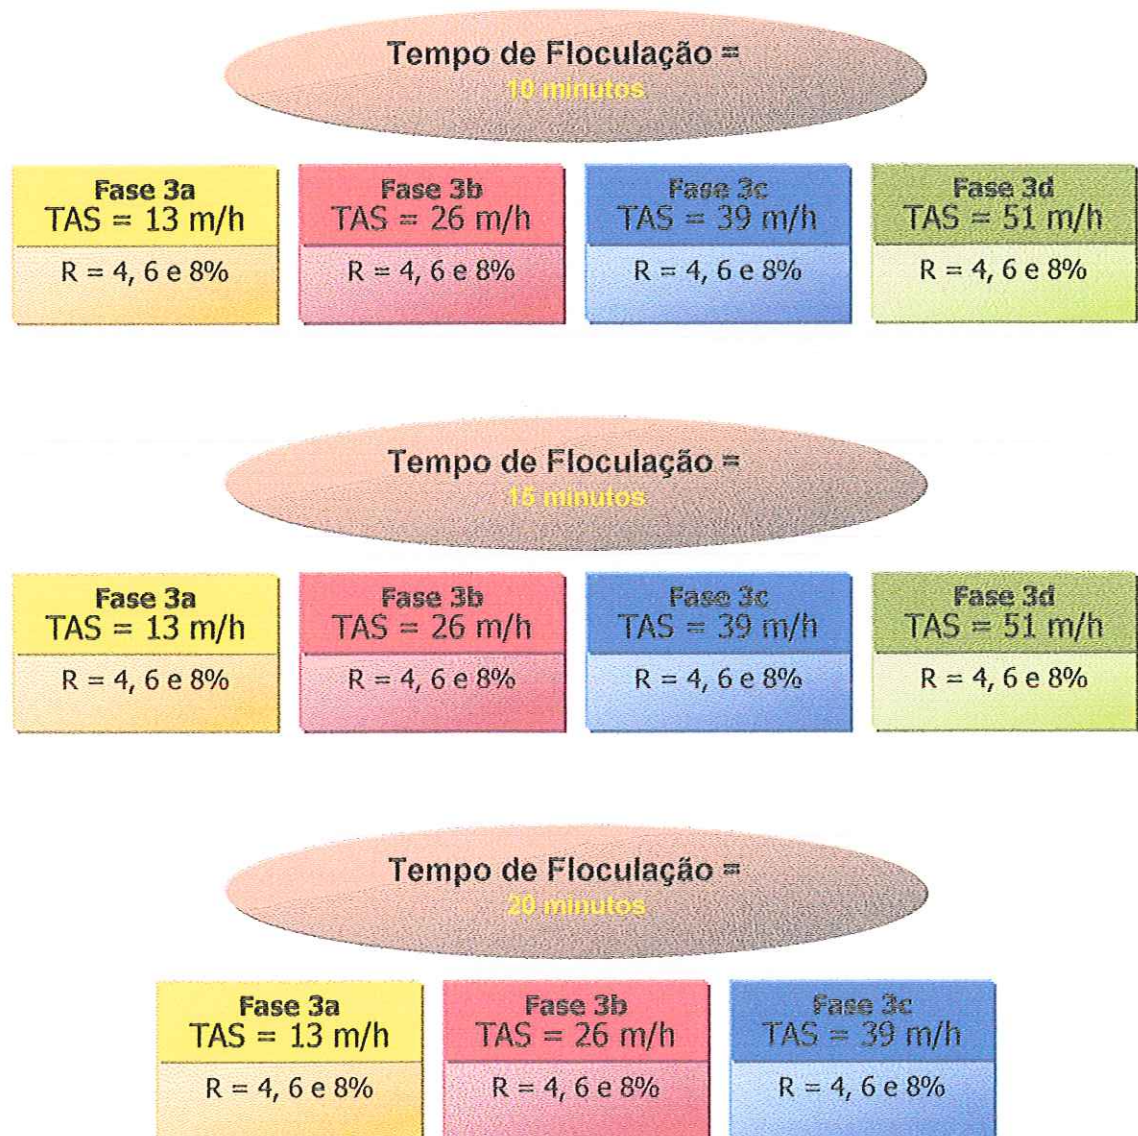 Tempo de Floculação =
10 minutos
Fase 3a
TAS = 13 m/h
R = 4, 6 e 8%
Fase 3b
TAS = 26 m/h
R = 4, 6 e 8%
Fase 3c
TAS = 39 m/h
R = 4, 6 e 8%
Fase 3d
TAS = 51 m/h
R = 4, 6 e 8%
Tempo de Floculação =
15 minutos
Fase 3a
TAS = 13 m/h
R = 4, 6 e 8%
Fase 3b
TAS = 26 m/h
R = 4, 6 e 8%
Fase 3c
TAS = 39 m/h
R = 4, 6 e 8%
Fase 3d
TAS = 51 m/h
R = 4, 6 e 8%
Tempo de Floculação =
20 minutos
Fase 3a
TAS = 13 m/h
R = 4, 6 e 8%
Fase 3b
TAS = 26 m/h
R = 4, 6 e 8%
Fase 3c
TAS = 39 m/h
R = 4, 6 e 8%